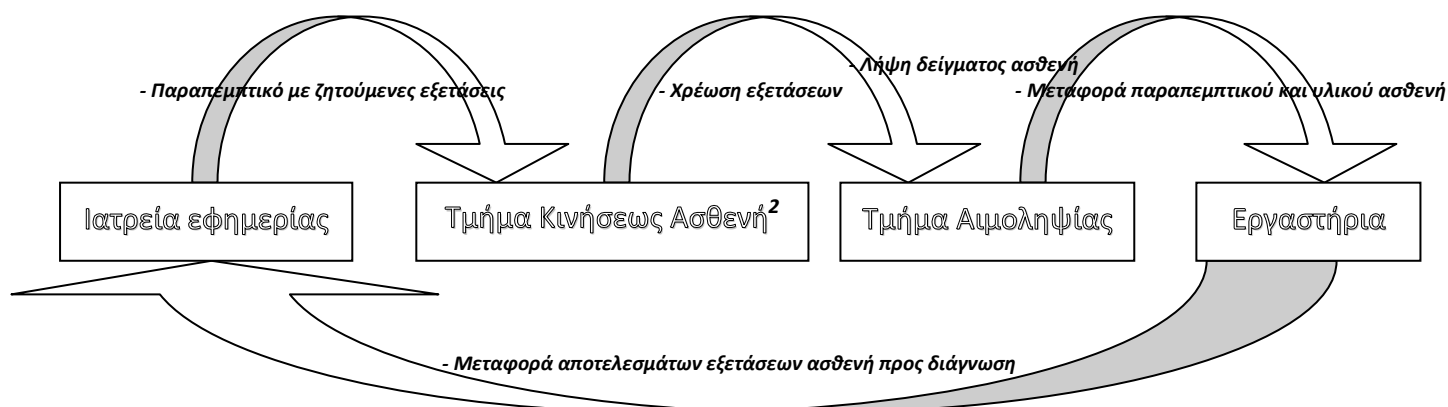 - Λήψη δείγματος ασθενή
- Παραπεμπτικό με ζητούμενες εξετάσεις
- Χρέωση εξετάσεων
- Μεταφορά παραπεμπτικού και υλικού ασθενή
Ιατρεία εφημερίας
Τμήμα Κινήσεως Ασθενή²
Τμήμα Αιμοληψίας
Εργαστήρια
- Μεταφορά αποτελεσμάτων εξετάσεων ασθενή προς διάγνωση